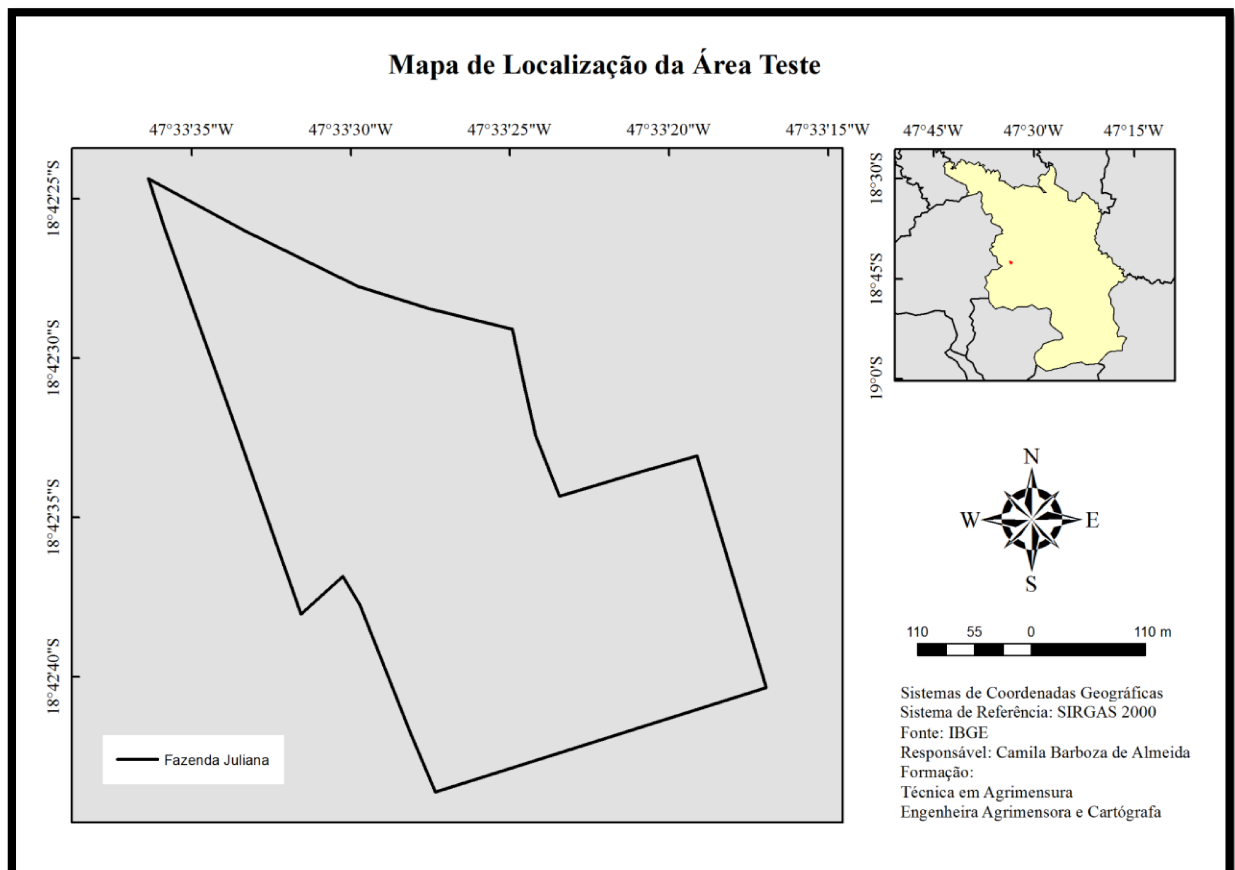 Mapa de Localização da Área Teste
47°33'35"W 47°33'30"W 47°33'25"W 47°33'20"W 47°33'15"W
18°42'25"S
18°42'30"S
18°42'35"S
18°42'40"S
Fazenda Juliana
47°45'W 47°30'W 47°15'W
18°30'S
18°45'S
19°0'S
N
W E
S
110 55 0 110 m
Sistemas de Coordenadas Geográficas
Sistema de Referência: SIRGAS 2000
Fonte: IBGE
Responsável: Camila Barboza de Almeida
Formação:
Técnica em Agrimensura
Engenheira Agrimensora e Cartógrafa